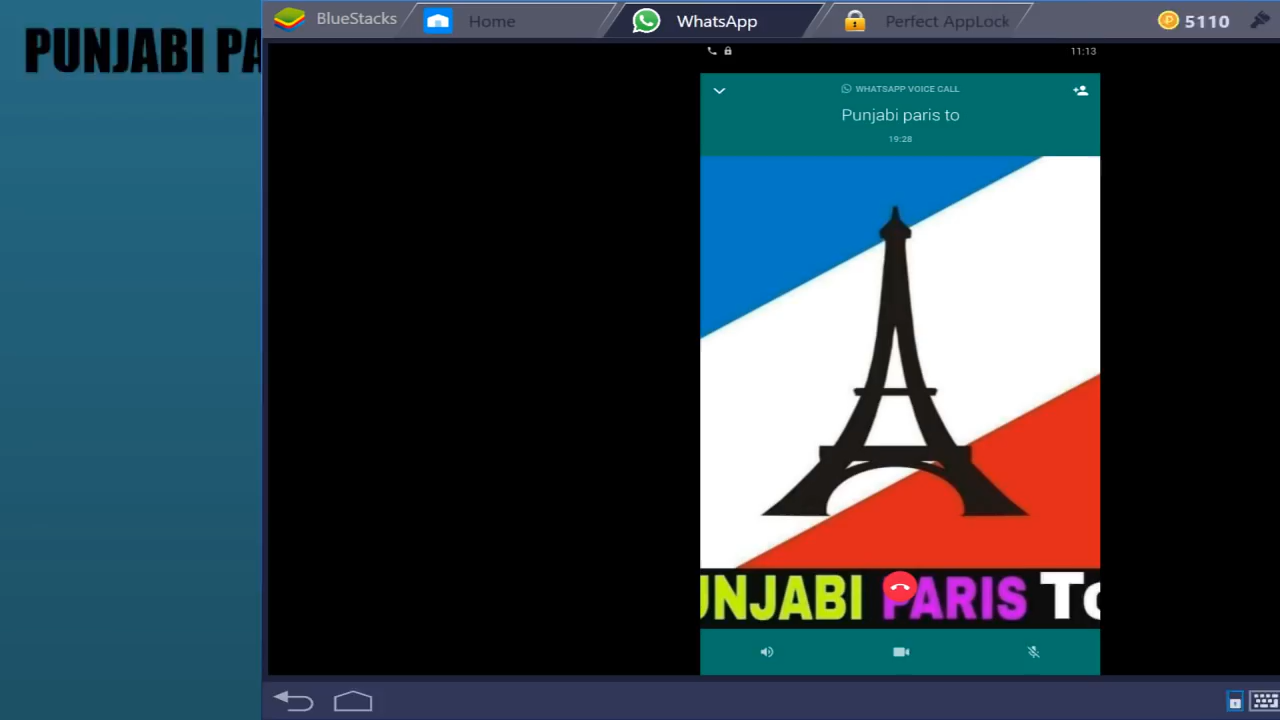 PUNJABI PA
BlueStacks
Home
WhatsApp
Perfect AppLock
5110
11:13
WHATSAPP VOICE CALL
Punjabi paris to
19:28
UNJABI PARIS To